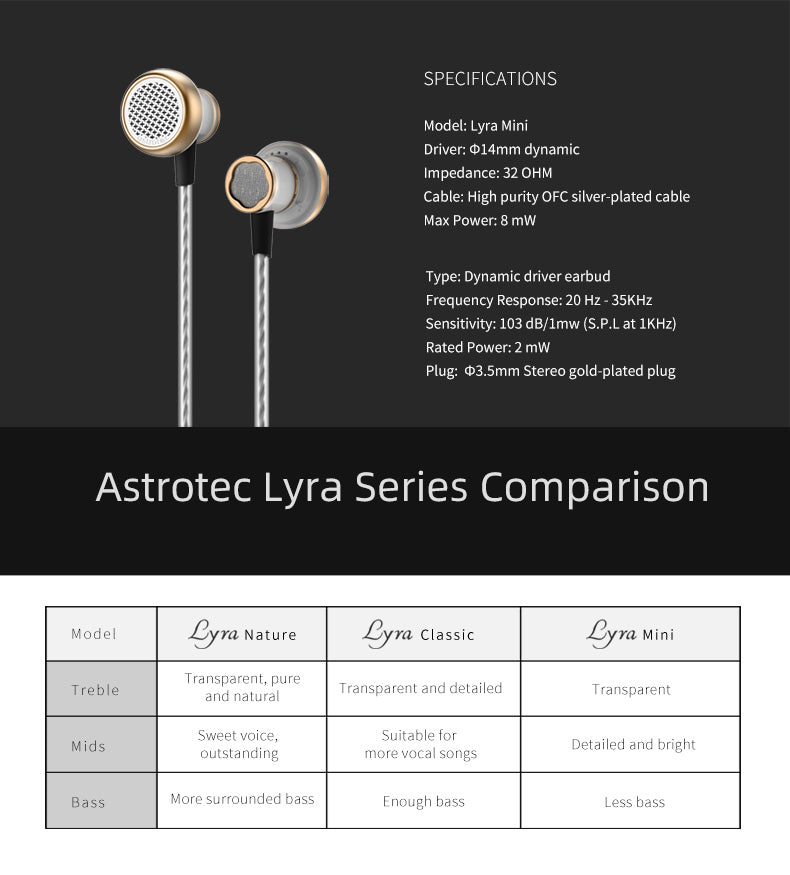 SPECIFICATIONS
Model: Lyra Mini
Driver: Φ14mm dynamic
Impedance: 32 OHM
Cable: High purity OFC silver-plated cable
Max Power: 8 mW
Type: Dynamic driver earbud
Frequency Response: 20 Hz - 35KHz
Sensitivity: 103 dB/1mw (S.P.L at 1KHz)
Rated Power: 2 mW
Plug: Φ3.5mm Stereo gold-plated plug
Astrotec Lyra Series Comparison
Model Lyra Nature Lyra Classic Lyra Mini
Treble Transparent, pure and natural Transparent and detailed Transparent
Mids Sweet voice, outstanding Suitable for more vocal songs Detailed and bright
Bass More surrounded bass Enough bass Less bass